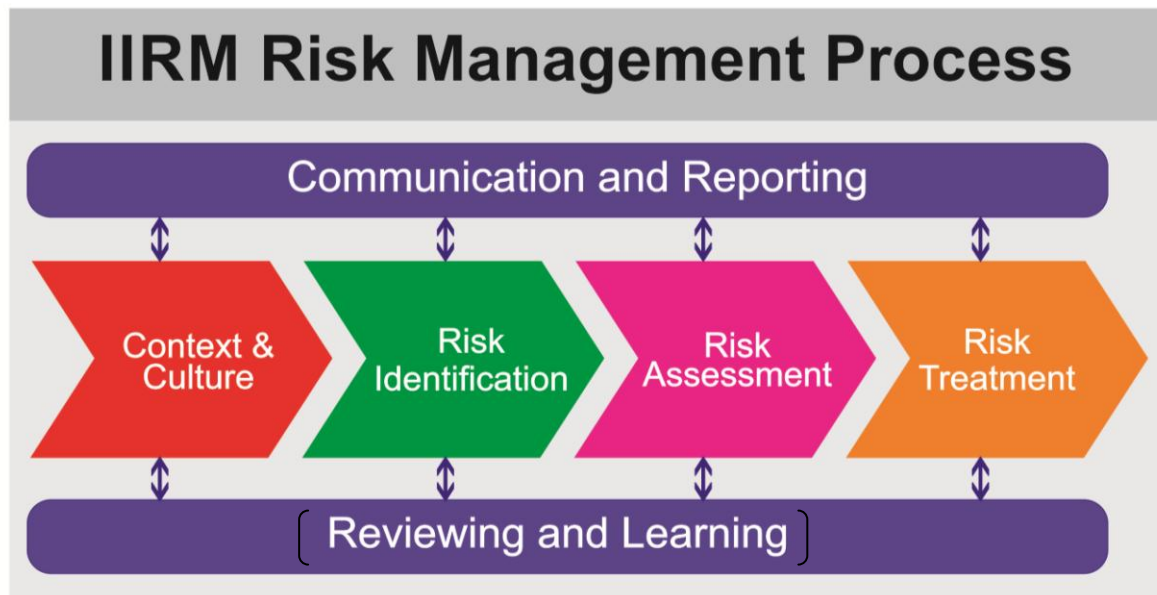 IIRM Risk Management Process
Communication and Reporting
Context &
Culture
Risk
Identification
Risk
Assessment
Risk
Treatment
[ Reviewing and Learning ]